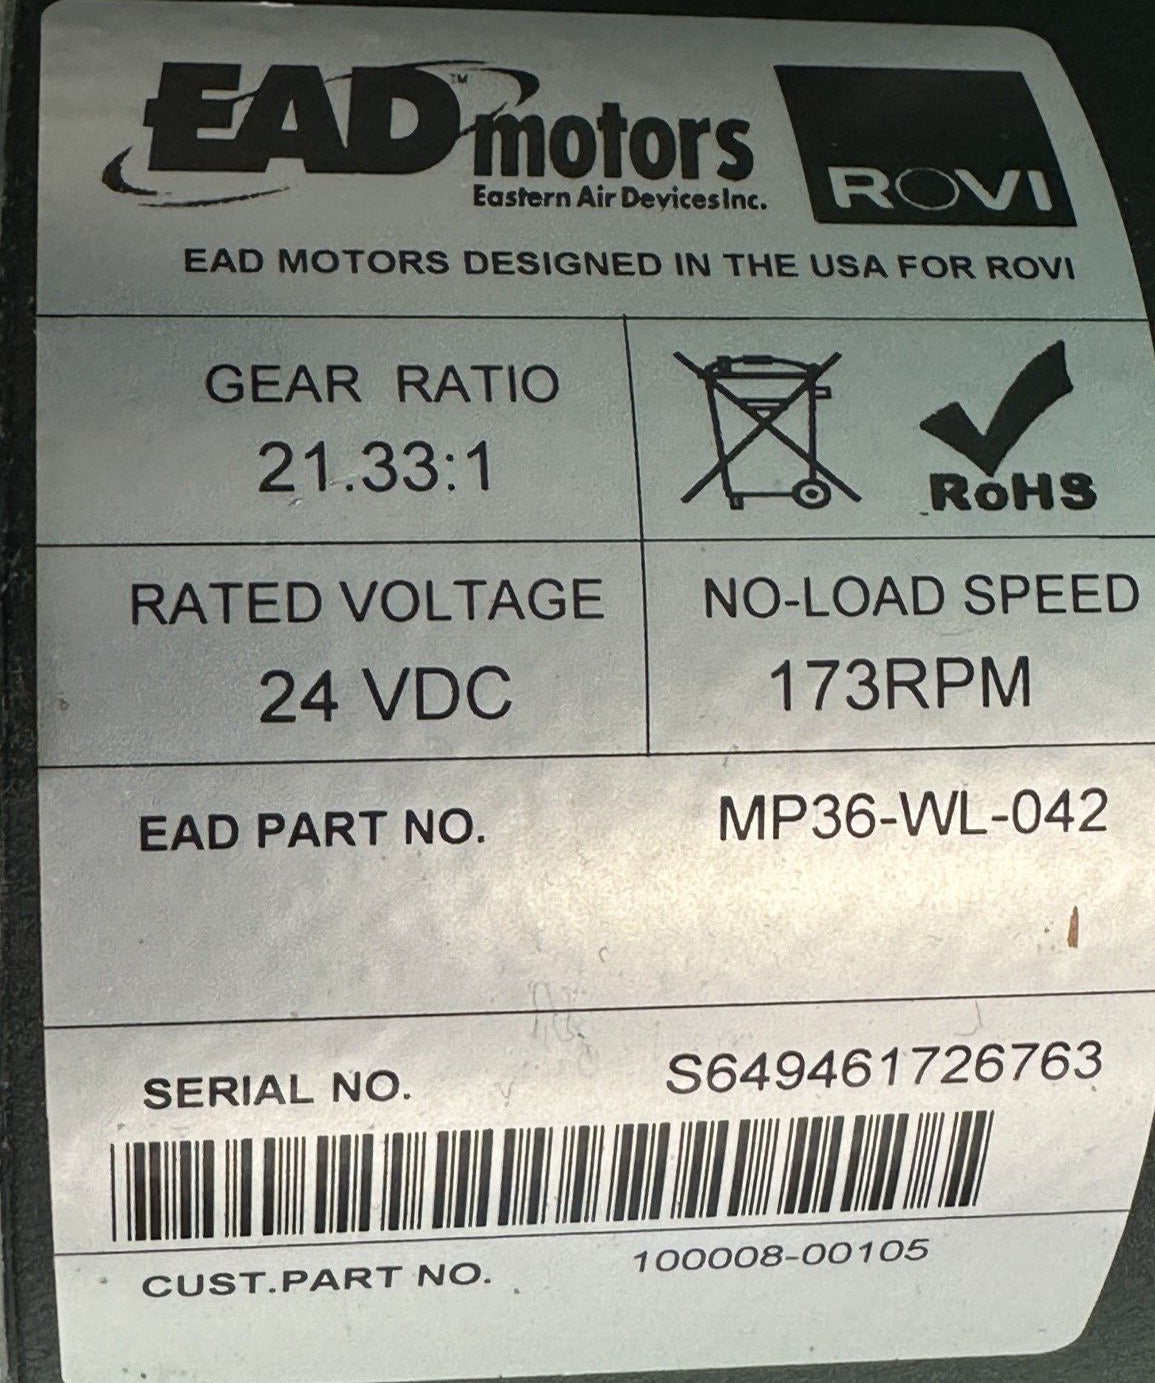 EAD™ motors
Eastern Air Devices Inc.
ROVI
EAD MOTORS DESIGNED IN THE USA FOR ROVI
GEAR RATIO
21.33:1
RoHS
RATED VOLTAGE
24 VDC
NO-LOAD SPEED
173RPM
EAD PART NO. MP36-WL-042
SERIAL NO. S649461726763
CUST.PART NO. 100008-00105